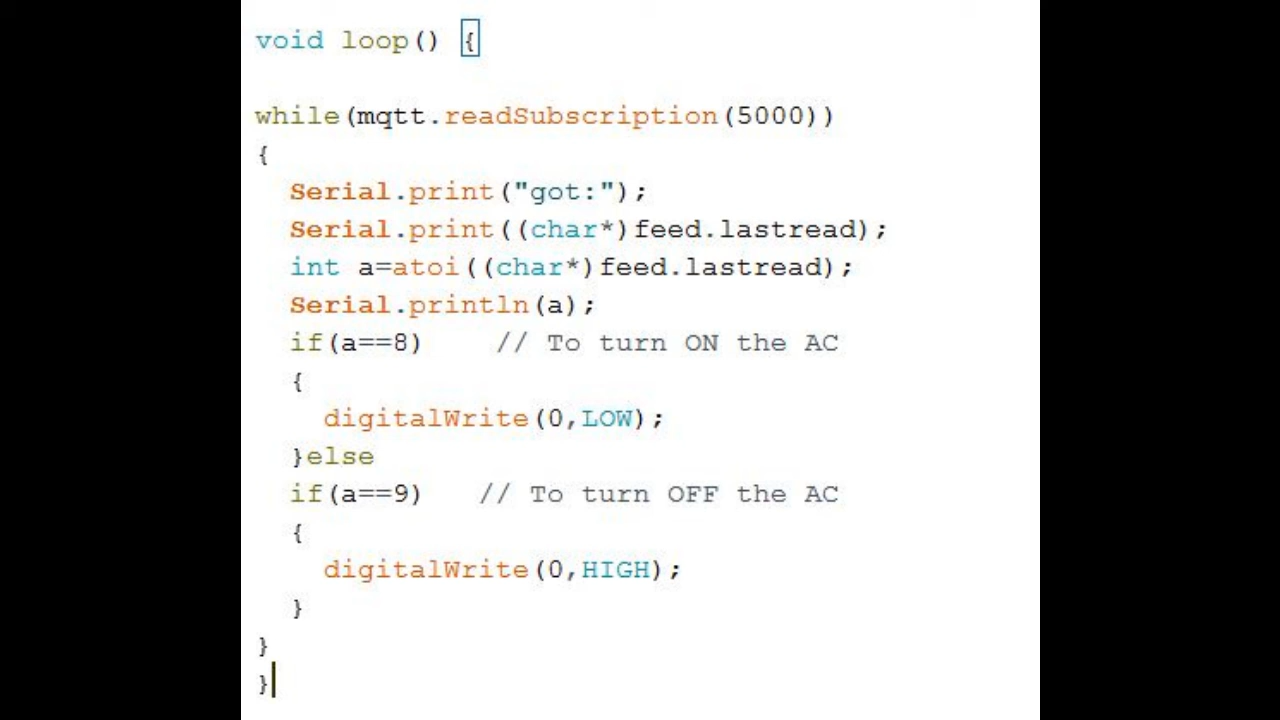 void loop() {
while(mqtt.readSubscription(5000))
{
Serial.print("got:");
Serial.print((char*)feed.lastread);
int a=atoi((char*)feed.lastread);
Serial.println(a);
if(a==8)    // To turn ON the AC
{
digitalWrite(0,LOW);
}else
if(a==9)   // To turn OFF the AC
{
digitalWrite(0,HIGH);
}
}
}